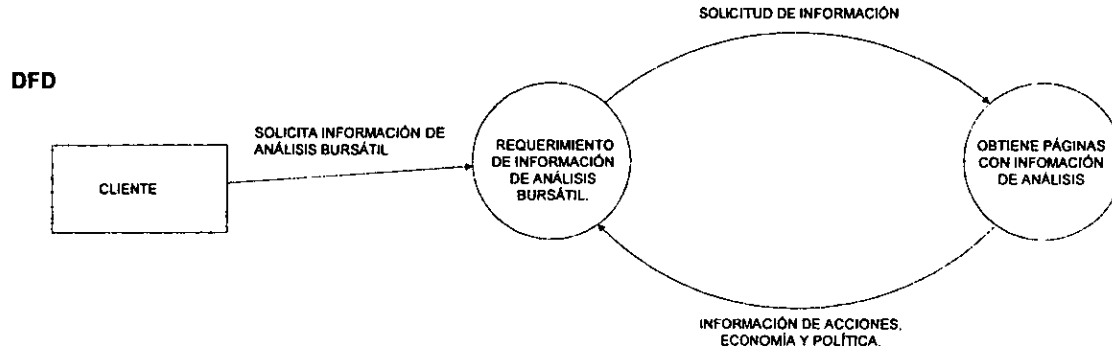 SOLICITUD DE INFORMACIÓN
DFD
SOLICITA INFORMACIÓN DE
ANÁLISIS BURSÁTIL
CLIENTE
REQUERIMIENTO
DE INFORMACIÓN
DE ANÁLISIS
BURSÁTIL.
OBTIENE PÁGINAS
CON INFOMACIÓN
DE ANÁLISIS
INFORMACIÓN DE ACCIONES,
ECONOMÍA Y POLÍTICA.